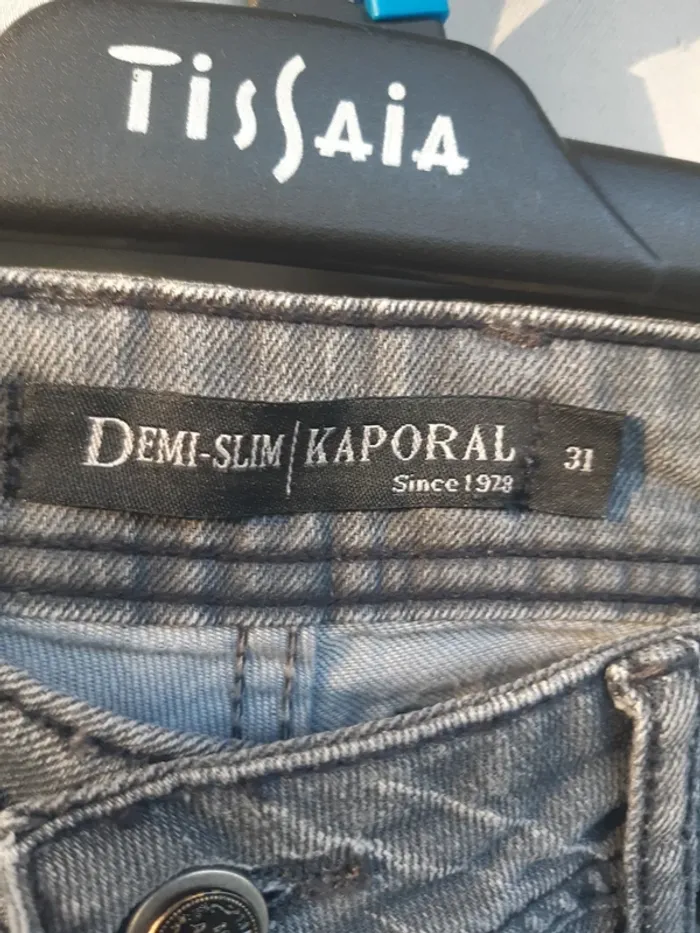 TiSSAiA
DEMI-SLIM | KAPORAL 31
Since 1978